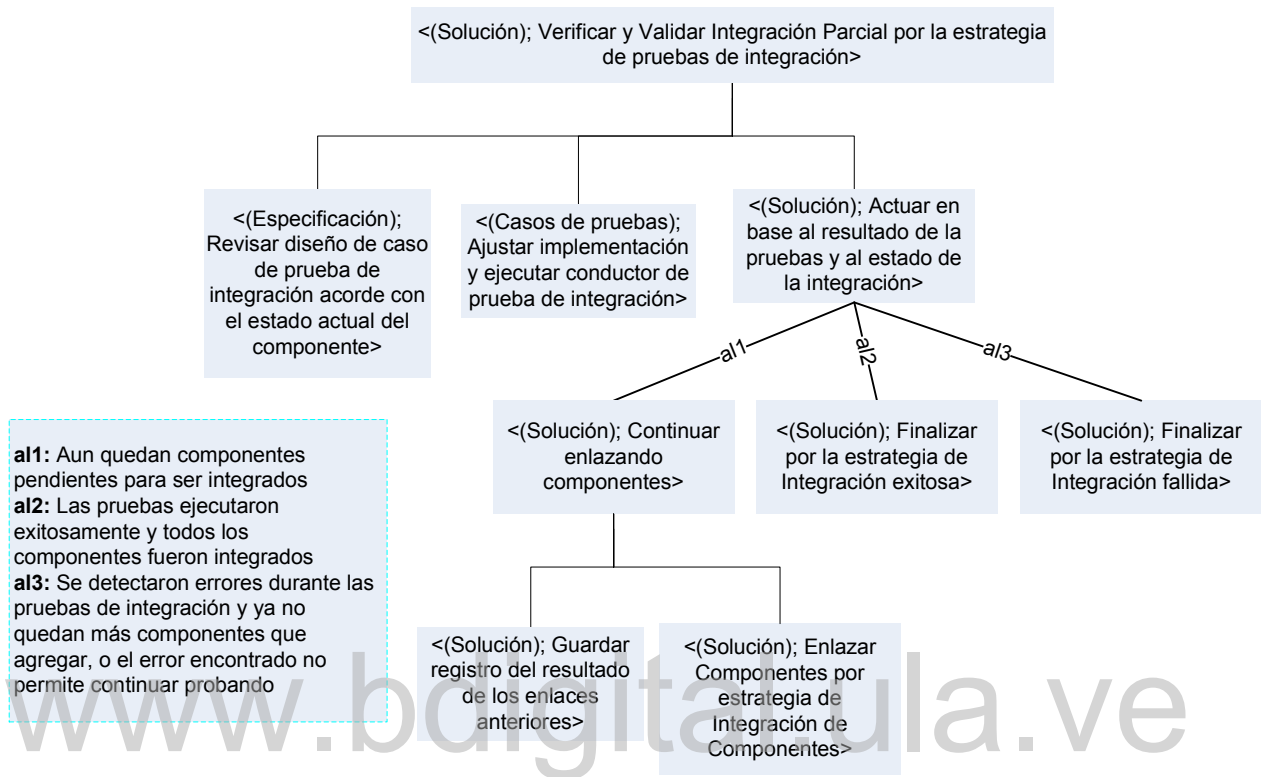 <(Solución); Verificar y Validar Integración Parcial por la estrategia
de pruebas de integración>
<(Especificación);
Revisar diseño de caso
de prueba de
integración acorde con
el estado actual del
componente>
<(Casos de pruebas);
Ajustar implementación
y ejecutar conductor de
prueba de integración>
<(Solución); Actuar en
base al resultado de la
pruebas y al estado de
la integración>
al1
al2
al3
<(Solución); Continuar
enlazando
componentes>
<(Solución); Finalizar
por la estrategia de
Integración exitosa>
<(Solución); Finalizar
por la estrategia de
Integración fallida>
al1: Aun quedan componentes
pendientes para ser integrados
al2: Las pruebas ejecutaron
exitosamente y todos los
componentes fueron integrados
al3: Se detectaron errores durante las
pruebas de integración y ya no
quedan más componentes que
agregar, o el error encontrado no
permite continuar probando
<(Solución); Guardar
registro del resultado
de los enlaces
anteriores>
<(Solución); Enlazar
Componentes por
estrategia de
Integración de
Componentes>
www.bdigital.ula.ve